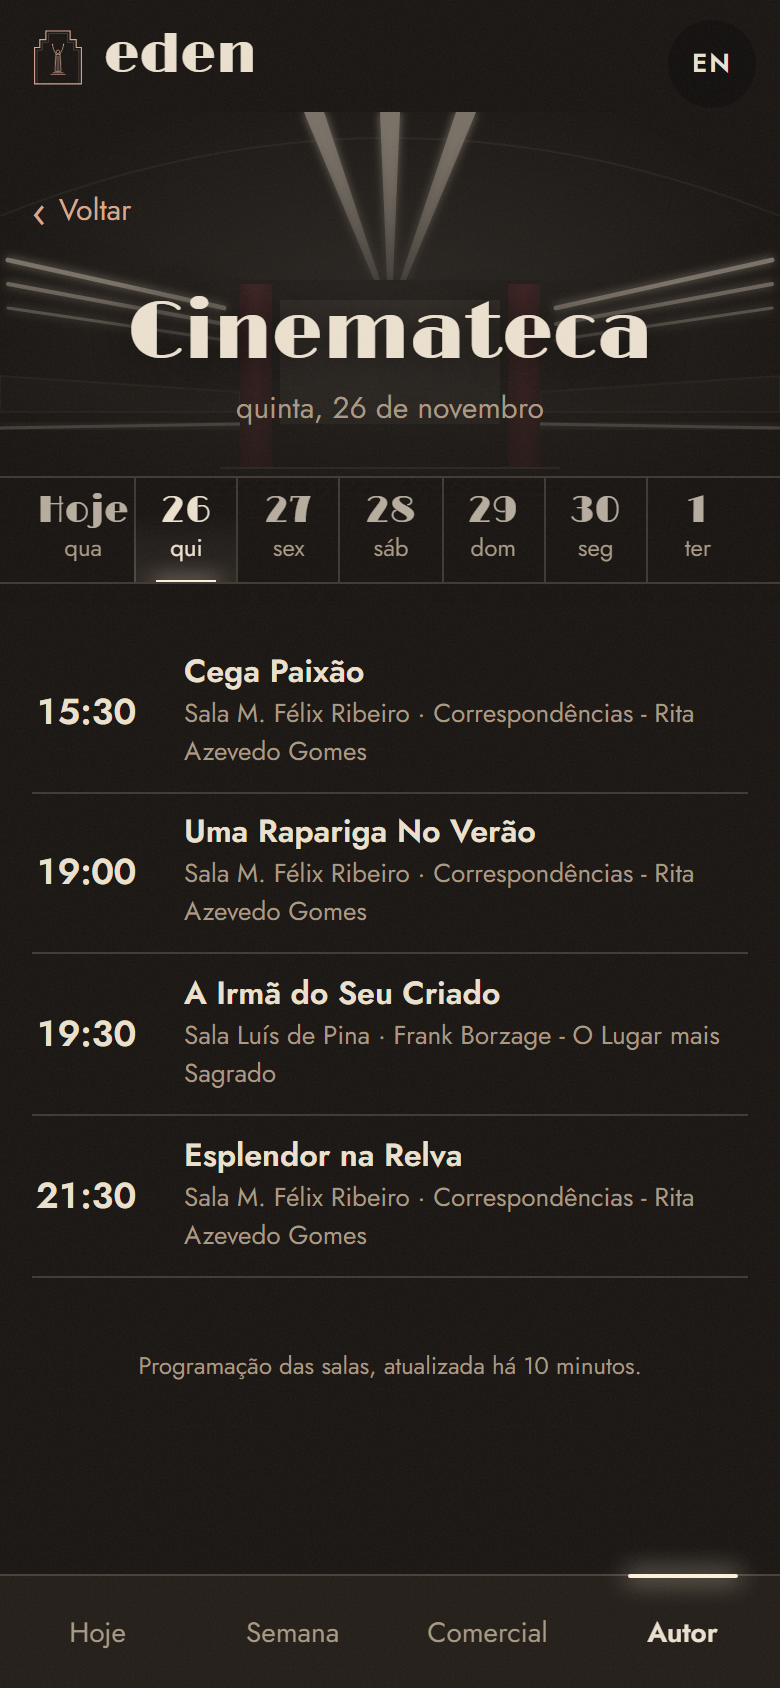 eden
EN
‹ Voltar
Cinemateca
quinta, 26 de novembro
Hoje 26 27 28 29 30 1
qua qui sex sáb dom seg ter
Cega Paixão
15:30
Sala M. Félix Ribeiro · Correspondências - Rita
Azevedo Gomes
Uma Rapariga No Verão
19:00
Sala M. Félix Ribeiro · Correspondências - Rita
Azevedo Gomes
A Irmã do Seu Criado
19:30
Sala Luís de Pina · Frank Borzage - O Lugar mais
Sagrado
Esplendor na Relva
21:30
Sala M. Félix Ribeiro · Correspondências - Rita
Azevedo Gomes
Programação das salas, atualizada há 10 minutos.
Hoje Semana Comercial Autor